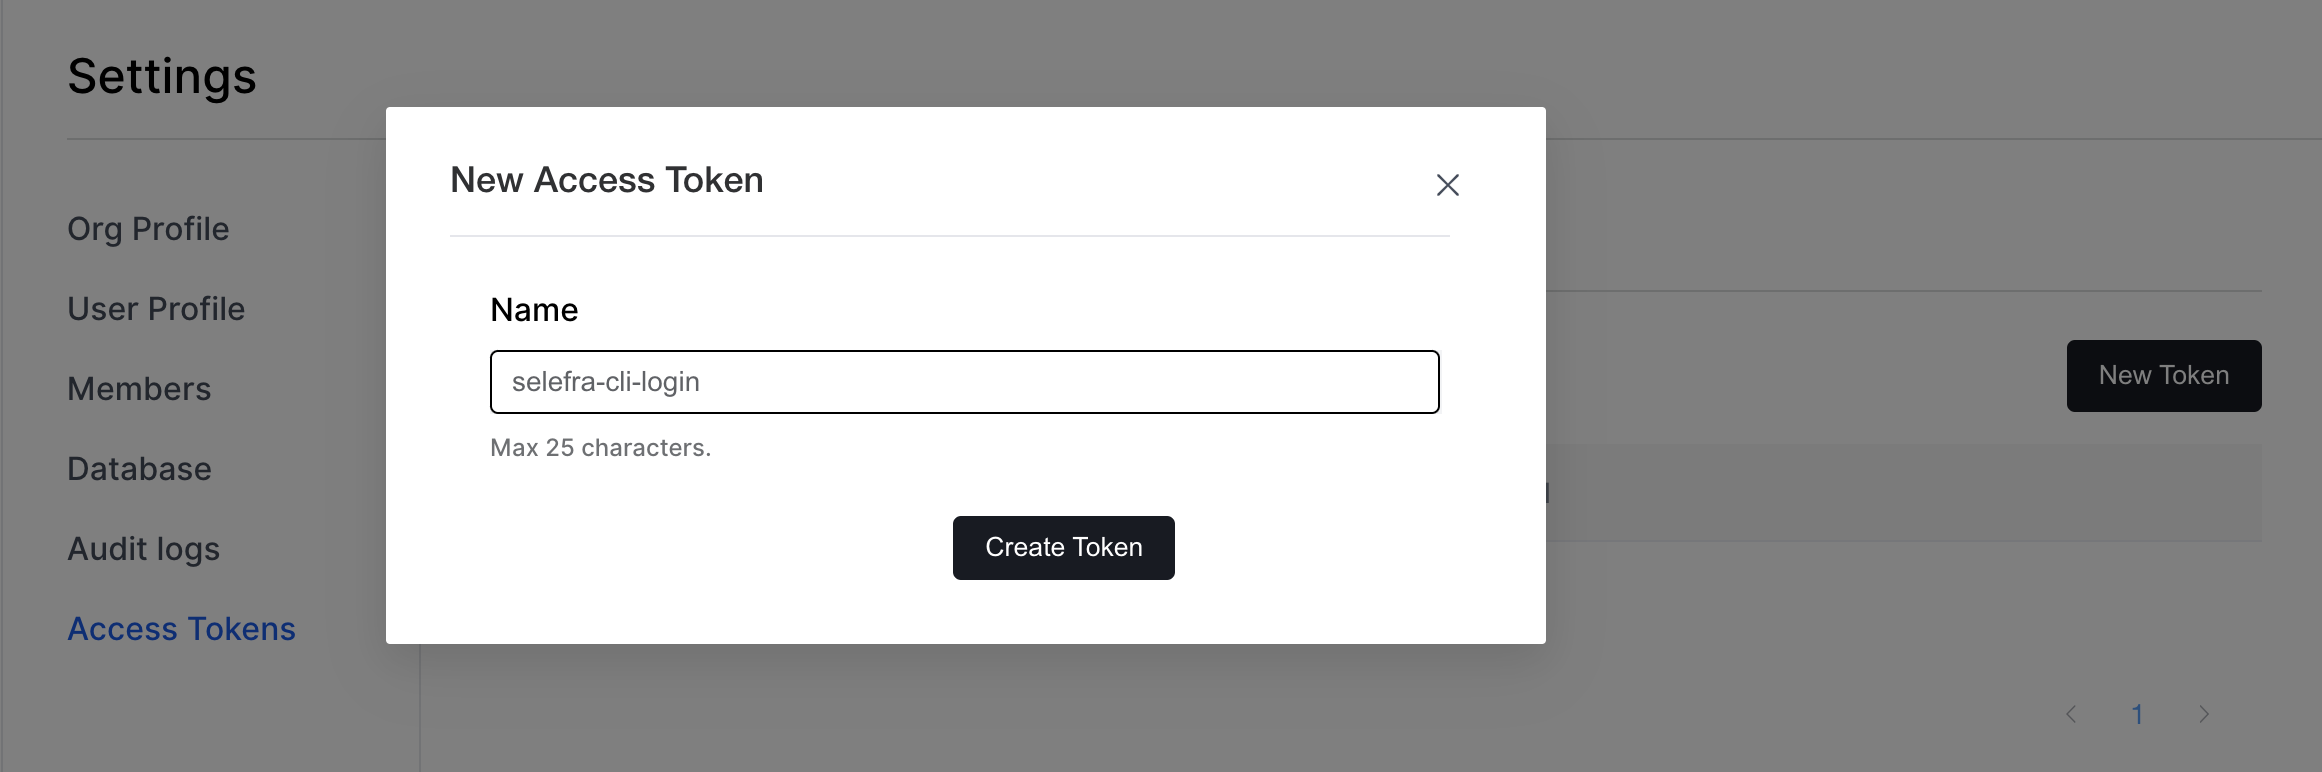 Settings
Org Profile
User Profile
Members
Database
Audit logs
Access Tokens
New Access Token
Name
selefra-cli-login
Max 25 characters.
Create Token
New Token
1